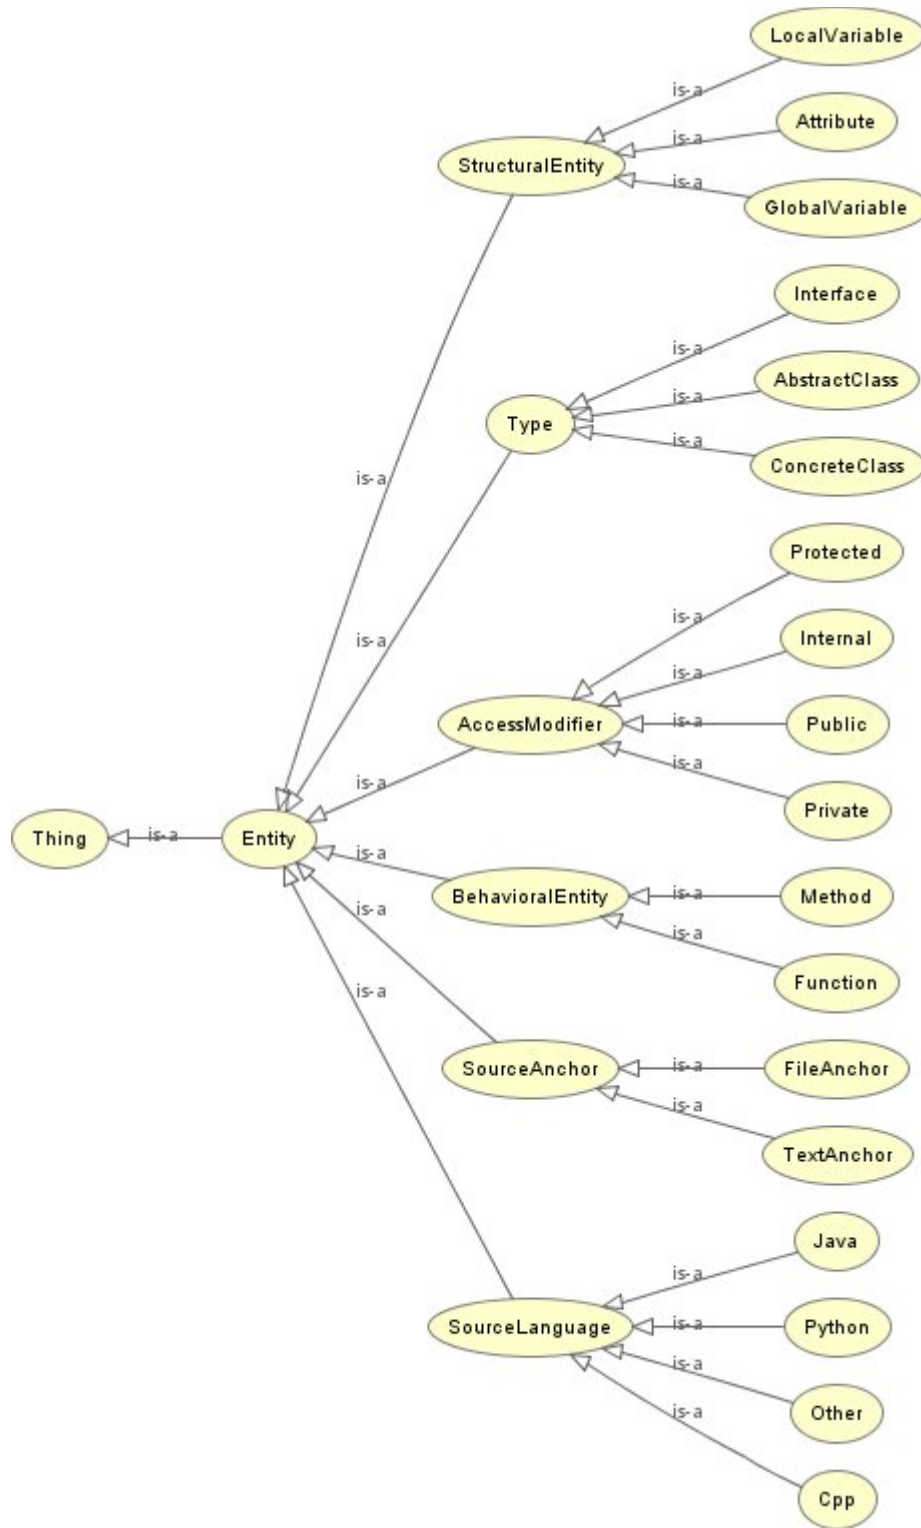 LocalVariable
is-a
Attribute
is-a
StructuralEntity
is-a
GlobalVariable
Interface
is-a
AbstractClass
is-a
Type
is-a
ConcreteClass
is-a
Protected
is-a
Internal
is-a
is-a
AccessModifier
is-a
Public
is-a
is-a
Private
Thing
is-a
Entity
is-a
BehavioralEntity
is-a
Method
is-a
is-a
Function
is-a
SourceAnchor
is-a
FileAnchor
is-a
TextAnchor
Java
is-a
SourceLanguage
is-a
Python
is-a
Other
is-a
Cpp